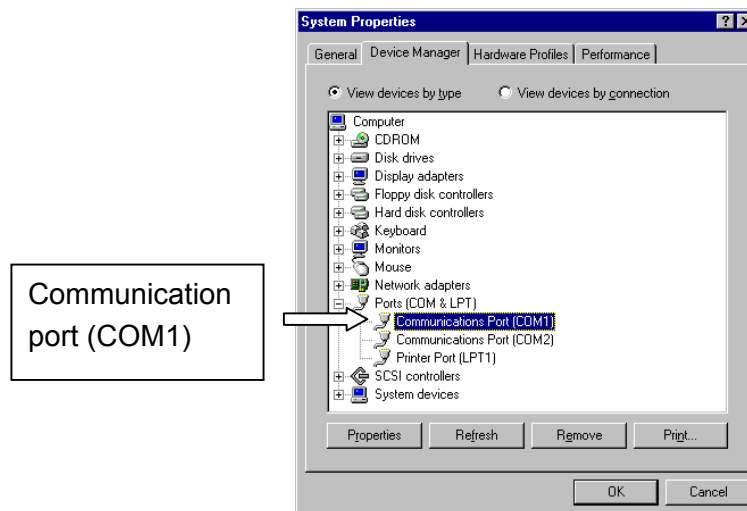 System Properties
General Device Manager Hardware Profiles Performance
View devices by type View devices by connection
Computer
CDROM
Disk drives
Display adapters
Floppy disk controllers
Hard disk controllers
Keyboard
Monitors
Mouse
Network adapters
Ports (COM & LPT)
Communications Port (COM1)
Communications Port (COM2)
Printer Port (LPT1)
SCSI controllers
System devices
Communication
port (COM1)
Properties Refresh Remove Print...
OK Cancel